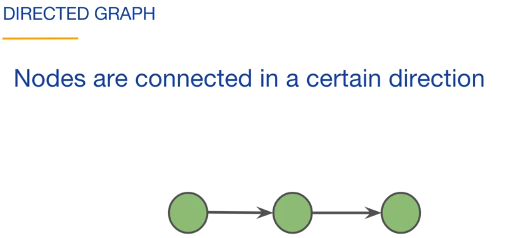 DIRECTED GRAPH
Nodes are connected in a certain direction